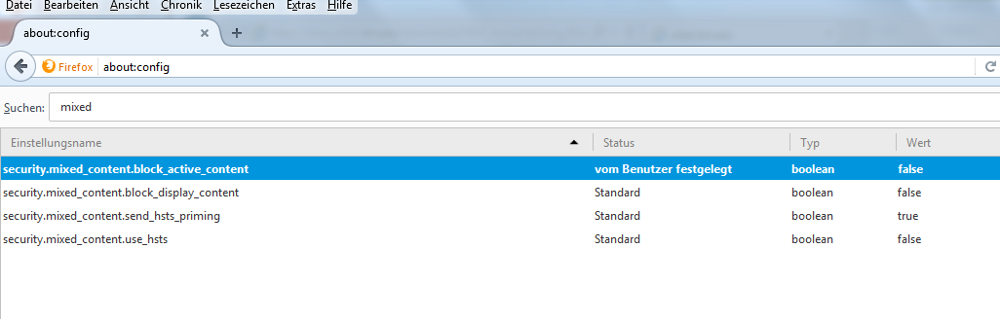 Datei Bearbeiten Ansicht Chronik Lesezeichen Extras Hilfe
about:config
Firefox about:config
Suchen: mixed
Einstellungsname Status Typ Wert
security.mixed_content.block_active_content vom Benutzer festgelegt boolean false
security.mixed_content.block_display_content Standard boolean false
security.mixed_content.send_hsts_priming Standard boolean true
security.mixed_content.use_hsts Standard boolean false